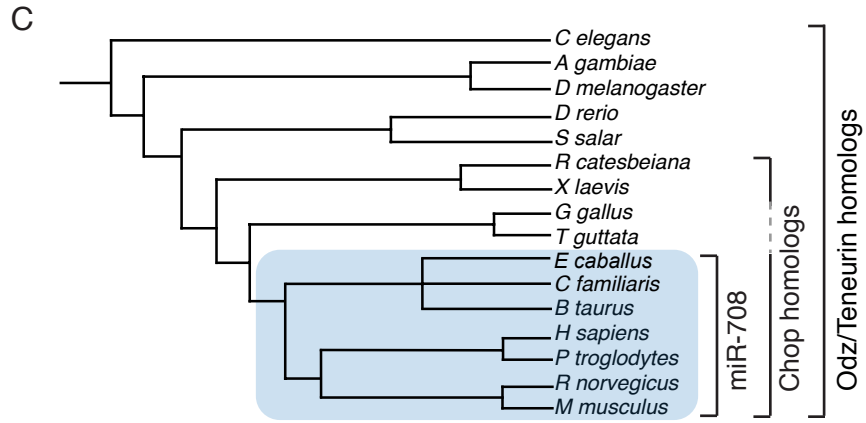 C
C elegans
A gambiae
D melanogaster
D rerio
S salar
R catesbeiana
X laevis
G gallus
T guttata
E caballus
C familiaris
B taurus
H sapiens
P troglodytes
R norvegicus
M musculus
miR-708
Chop homologs
Odz/Teneurin homologs